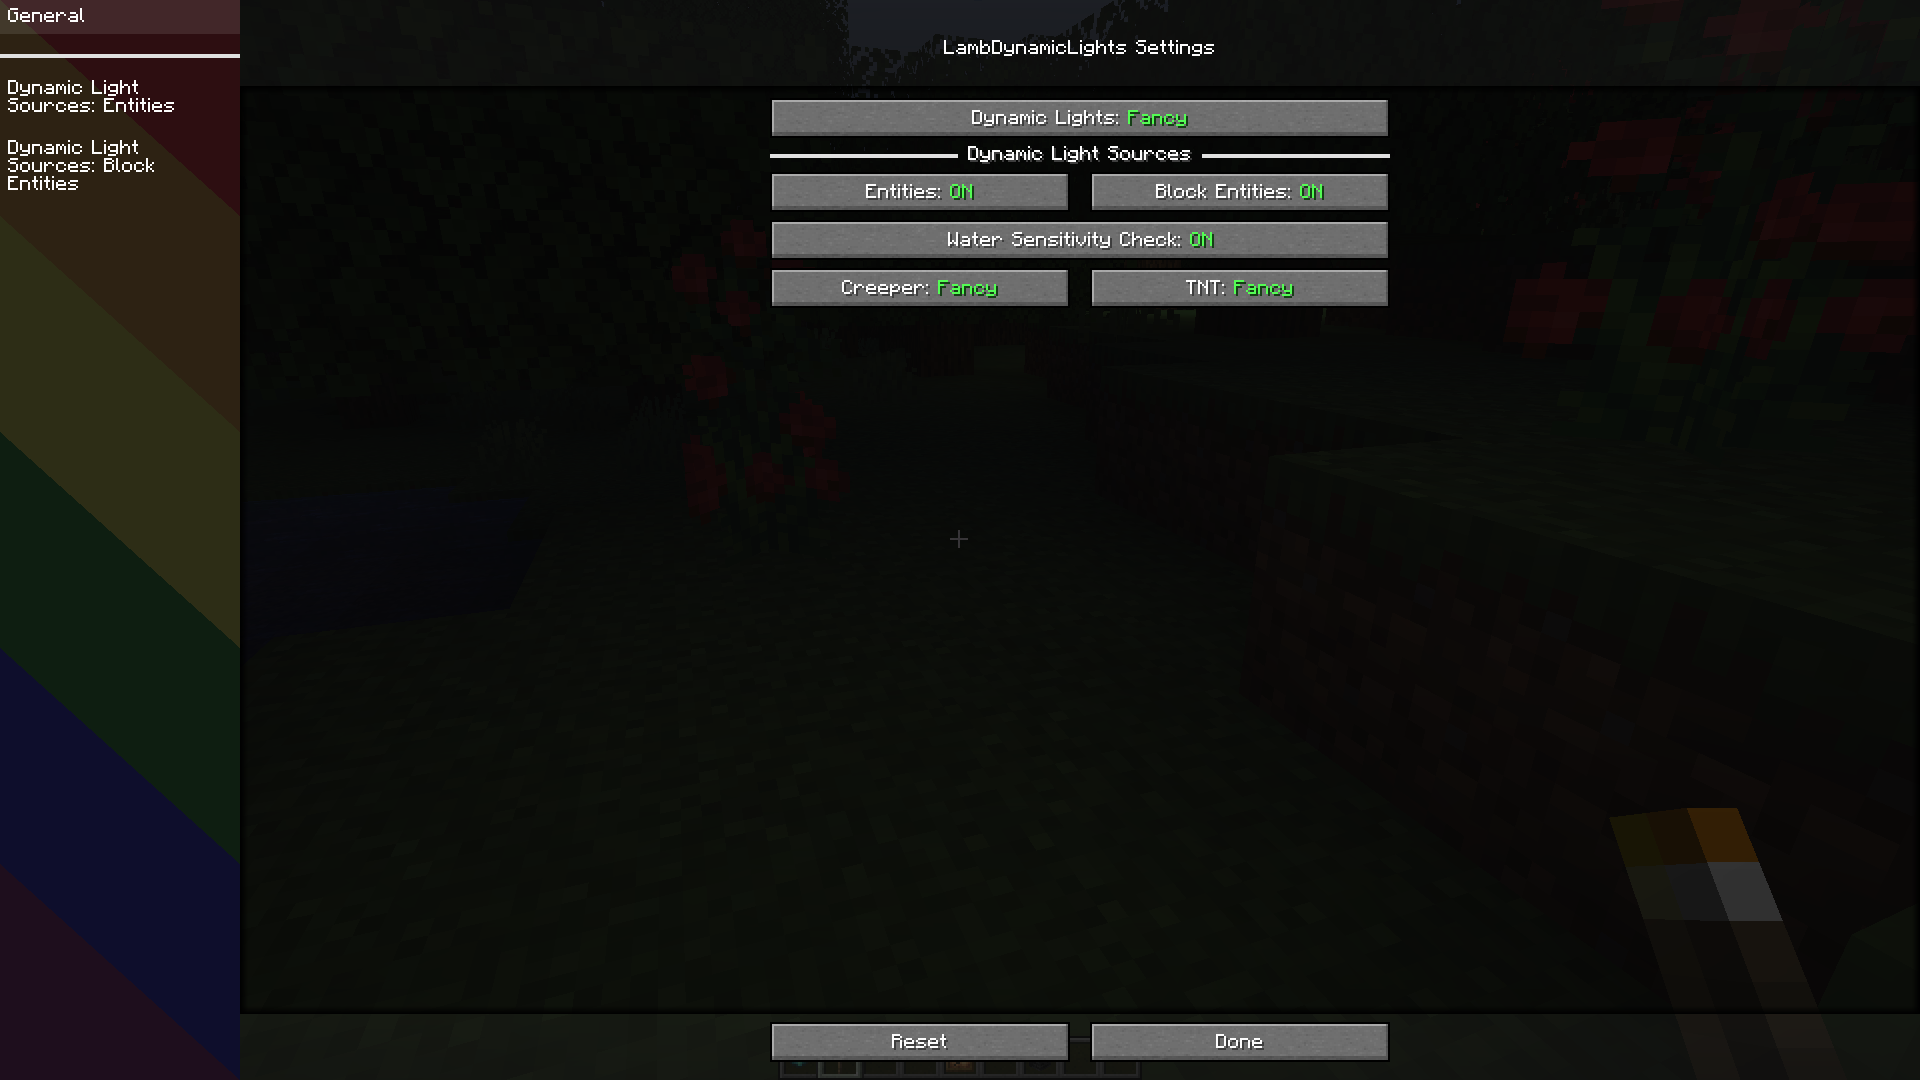 General
Dynamic Light
Sources: Entities
Dynamic Light
Sources: Block
Entities
LambDynamicLights Settings
Dynamic Lights: Fancy
Dynamic Light Sources
Entities: ON
Block Entities: ON
Water Sensitivity Check: ON
Creeper: Fancy
TNT: Fancy
Reset
Done